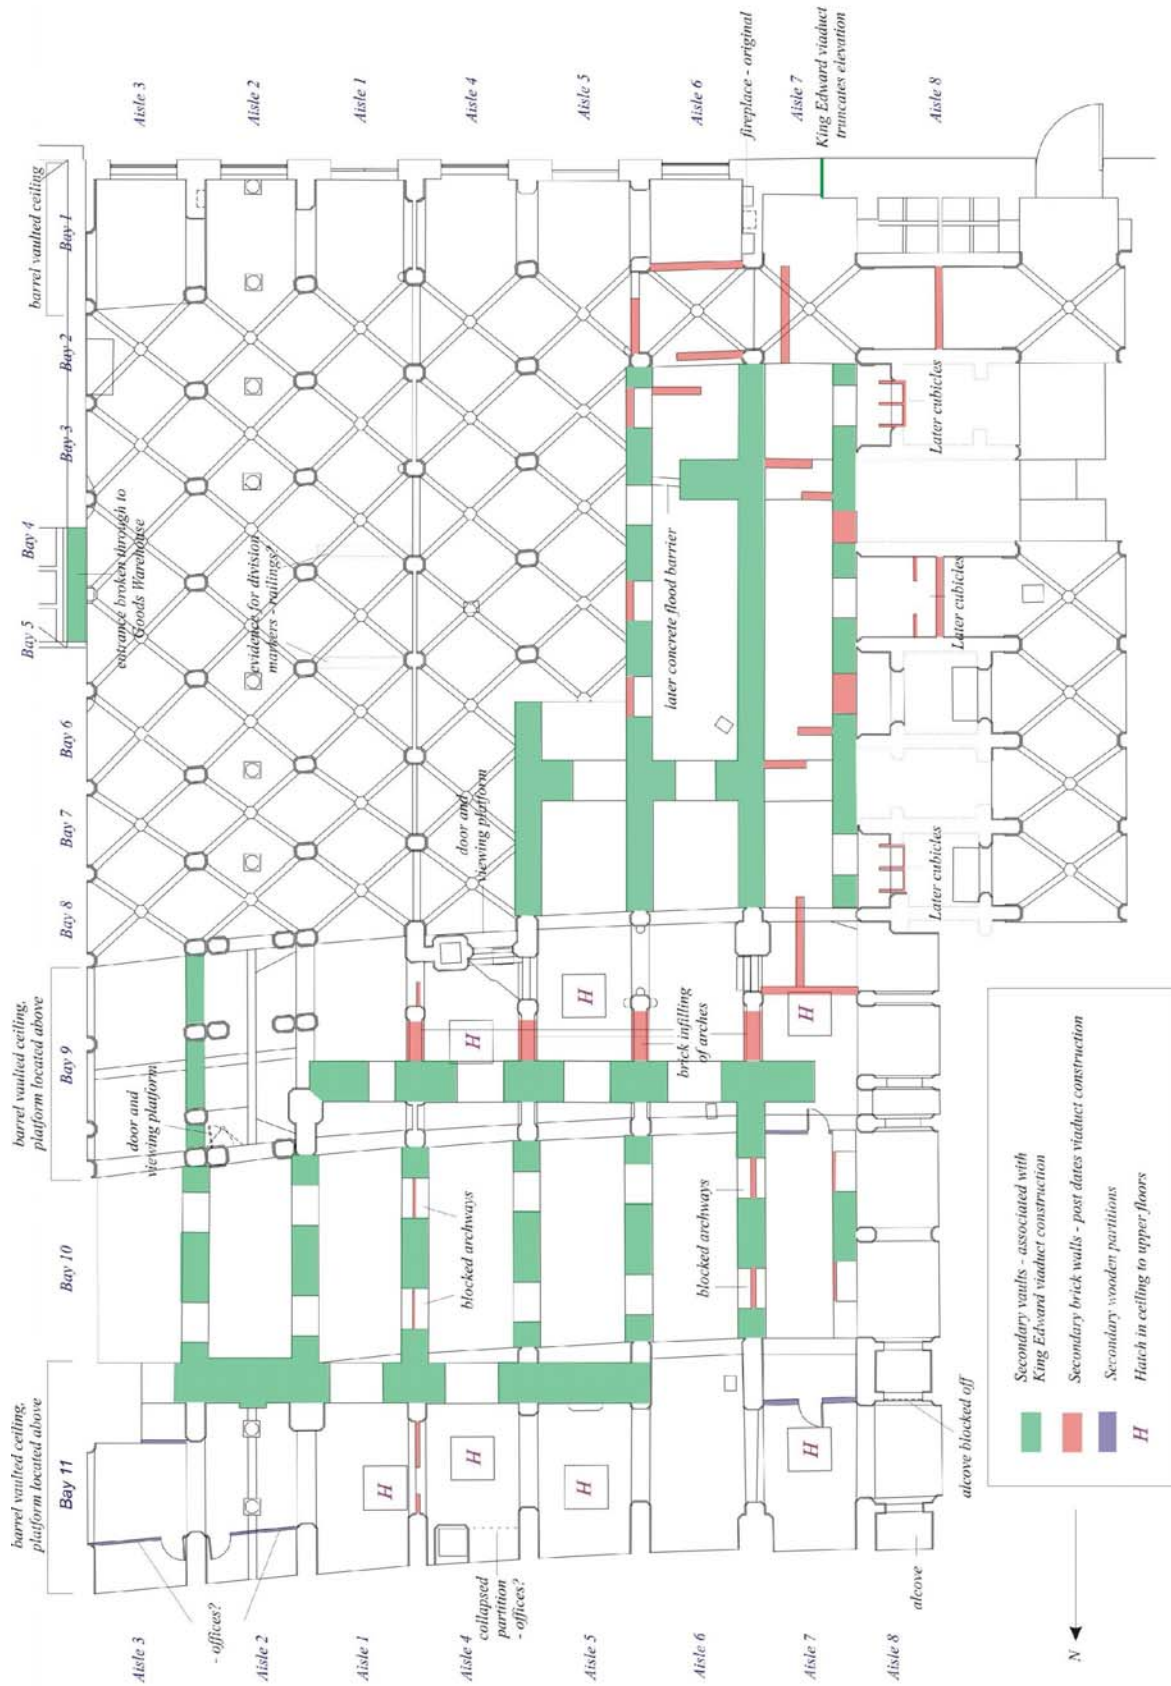 barrel vaulted ceiling,
platform located above
Bay 11
Bay 10
barrel vaulted ceiling,
platform located above
Bay 9
Bay 8
Bay 7
Bay 6
Bay 5
Bay 4
Bay 3
Bay 2
Bay 1
barrel vaulted ceiling
entrance broken through to
Goods Warehouse
Aisle 3
Aisle 3
door and
viewing platform
- offices?
Aisle 2
Aisle 2
evidence for division
markers - railings?
Aisle 1
Aisle 1
H
Aisle 4
Aisle 4
H
H
blocked archways
door and
viewing platform
collapsed
partition
- offices?
Aisle 5
Aisle 5
H
H
later concrete flood barrier
brick infilling
of arches
Aisle 6
Aisle 6
blocked archways
fireplace - original
Aisle 7
Aisle 7
H
H
King Edward viaduct
truncates elevation
Aisle 8
Aisle 8
Later cubicles
Later cubicles
Later cubicles
alcove
alcove blocked off
Secondary vaults - associated with
King Edward viaduct construction
Secondary brick walls - post dates viaduct construction
Secondary wooden partitions
H
Hatch in ceiling to upper floors
N